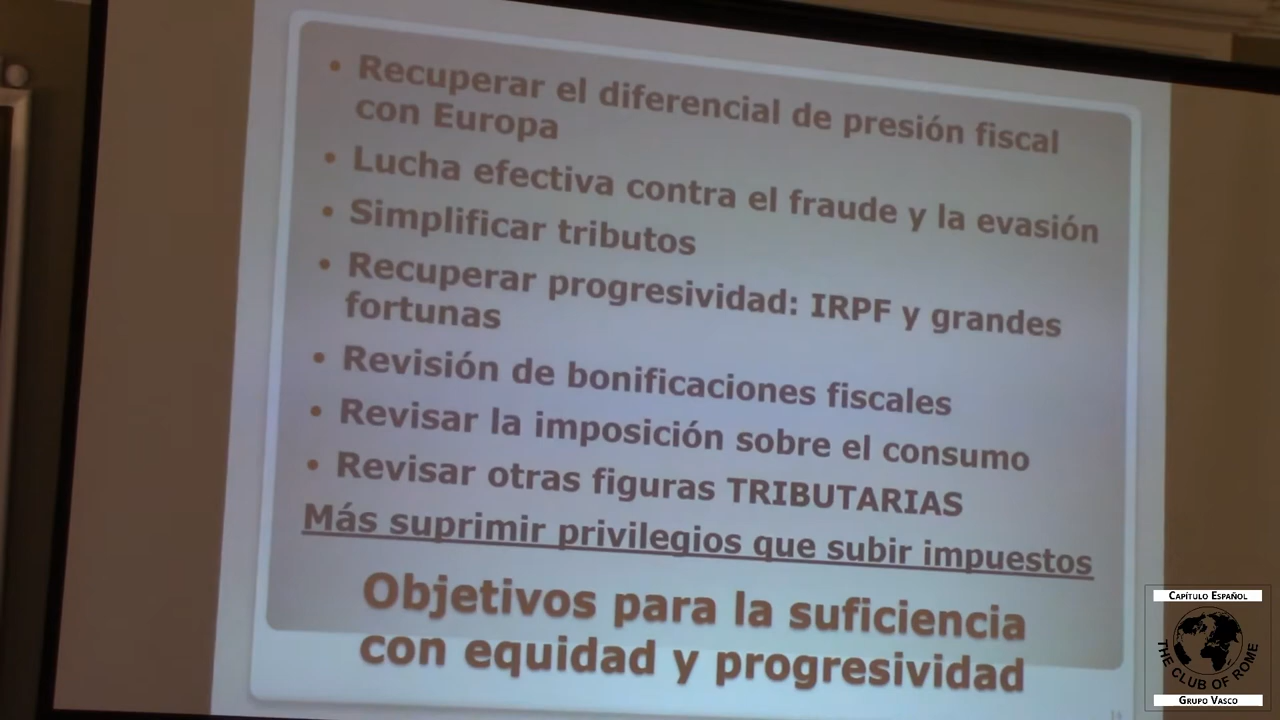 • Recuperar el diferencial de presión fiscal
con Europa
• Lucha efectiva contra el fraude y la evasión
• Simplificar tributos
• Recuperar progresividad: IRPF y grandes
fortunas
• Revisión de bonificaciones fiscales
• Revisar la imposición sobre el consumo
• Revisar otras figuras TRIBUTARIAS
Más suprimir privilegios que subir impuestos
Objetivos para la suficiencia
con equidad y progresividad
CAPÍTULO ESPAÑOL
THE CLUB OF ROME
GRUPO VASCO